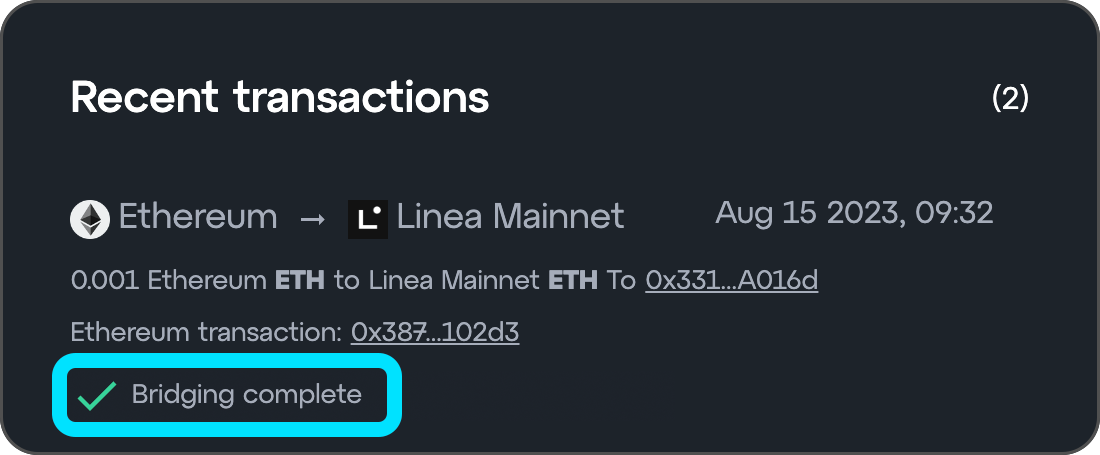 Recent transactions (2)
Ethereum → Linea Mainnet Aug 15 2023, 09:32
0.001 Ethereum ETH to Linea Mainnet ETH To 0x331...A016d
Ethereum transaction: 0x387...102d3
Bridging complete